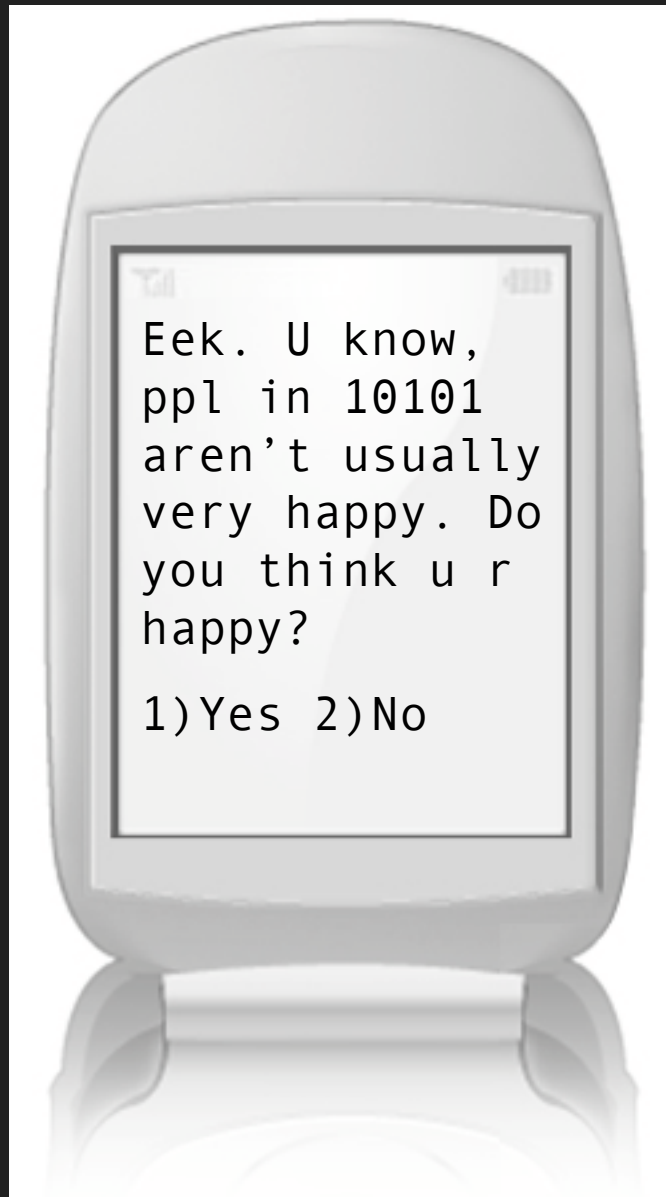 Eek. U know,
ppl in 10101
aren’t usually
very happy. Do
you think u r
happy?
1)Yes 2)No